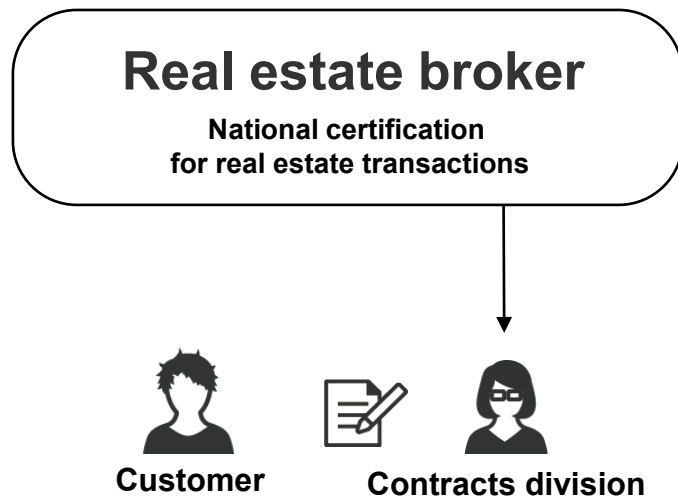 Real estate broker
National certification
for real estate transactions
Customer
Contracts division